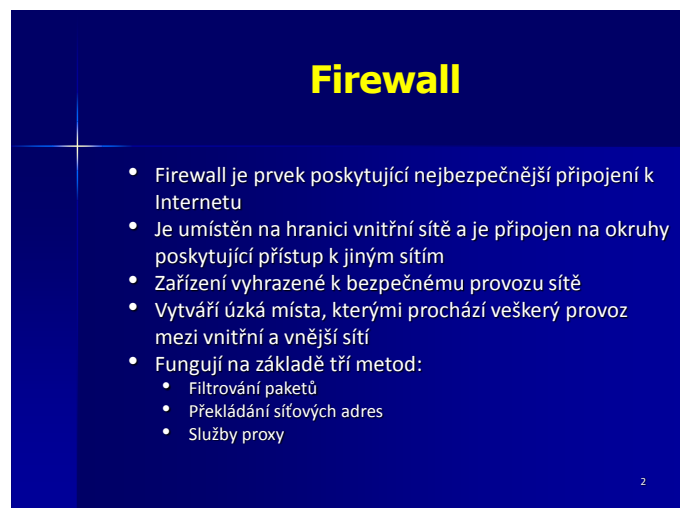 Firewall
• Firewall je prvek poskytující nejbezpečnější připojení k
Internetu
• Je umístěn na hranici vnitřní sítě a je připojen na okruhy
poskytující přístup k jiným sítím
• Zařízení vyhrazené k bezpečnému provozu sítě
• Vytváří úzká místa, kterými prochází veškerý provoz
mezi vnitřní a vnější sítí
• Fungují na základě tří metod:
• Filtrování paketů
• Překládání síťových adres
• Služby proxy
2